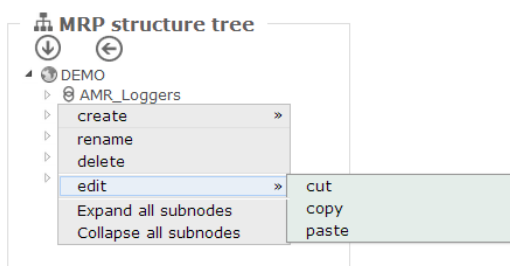 MRP structure tree
DEMO
AMR_Loggers
create »
rename
delete
edit »
cut
copy
paste
Expand all subnodes
Collapse all subnodes